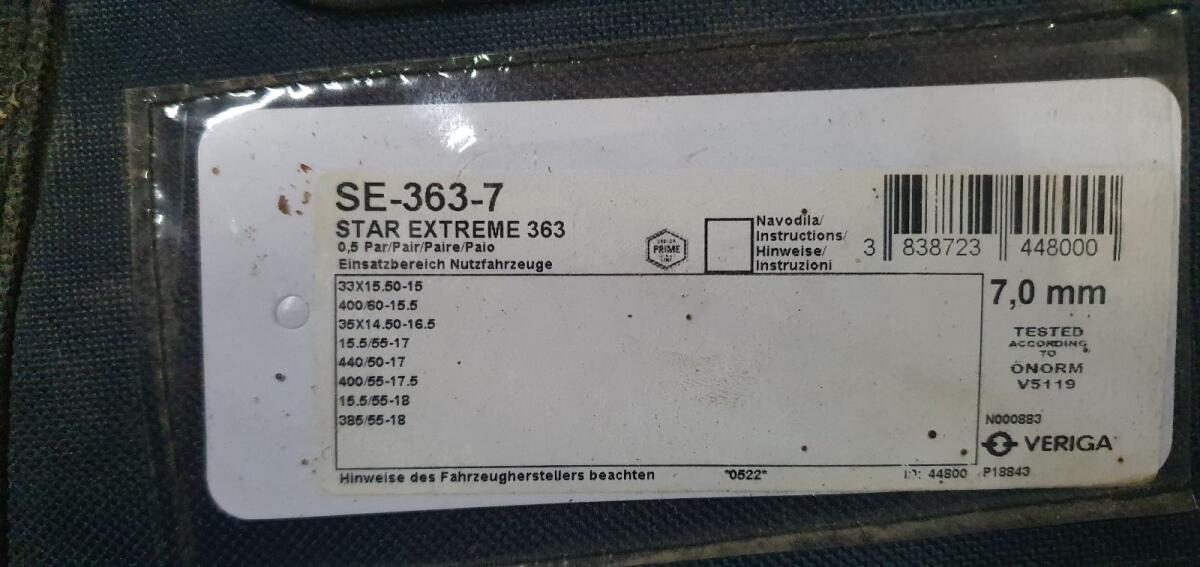 SE-363-7
STAR EXTREME 363
0,5 Par/Pair/Paire/Paio
Einsatzbereich Nutzfahrzeuge
PRIME
Navodila/
Instructions/
Hinweise/
Instruzioni
3 838723 448000
33X15.50-15
400/60-15.5
35X14.50-16.5
15.5/55-17
440/50-17
400/55-17.5
15.5/55-18
385/55-18
7,0 mm
TESTED
ACCORDING
TO
ÖNORM
V5119
N000883
VERIGA
Hinweise des Fahrzeugherstellers beachten *0522* ID: 44800 P18843